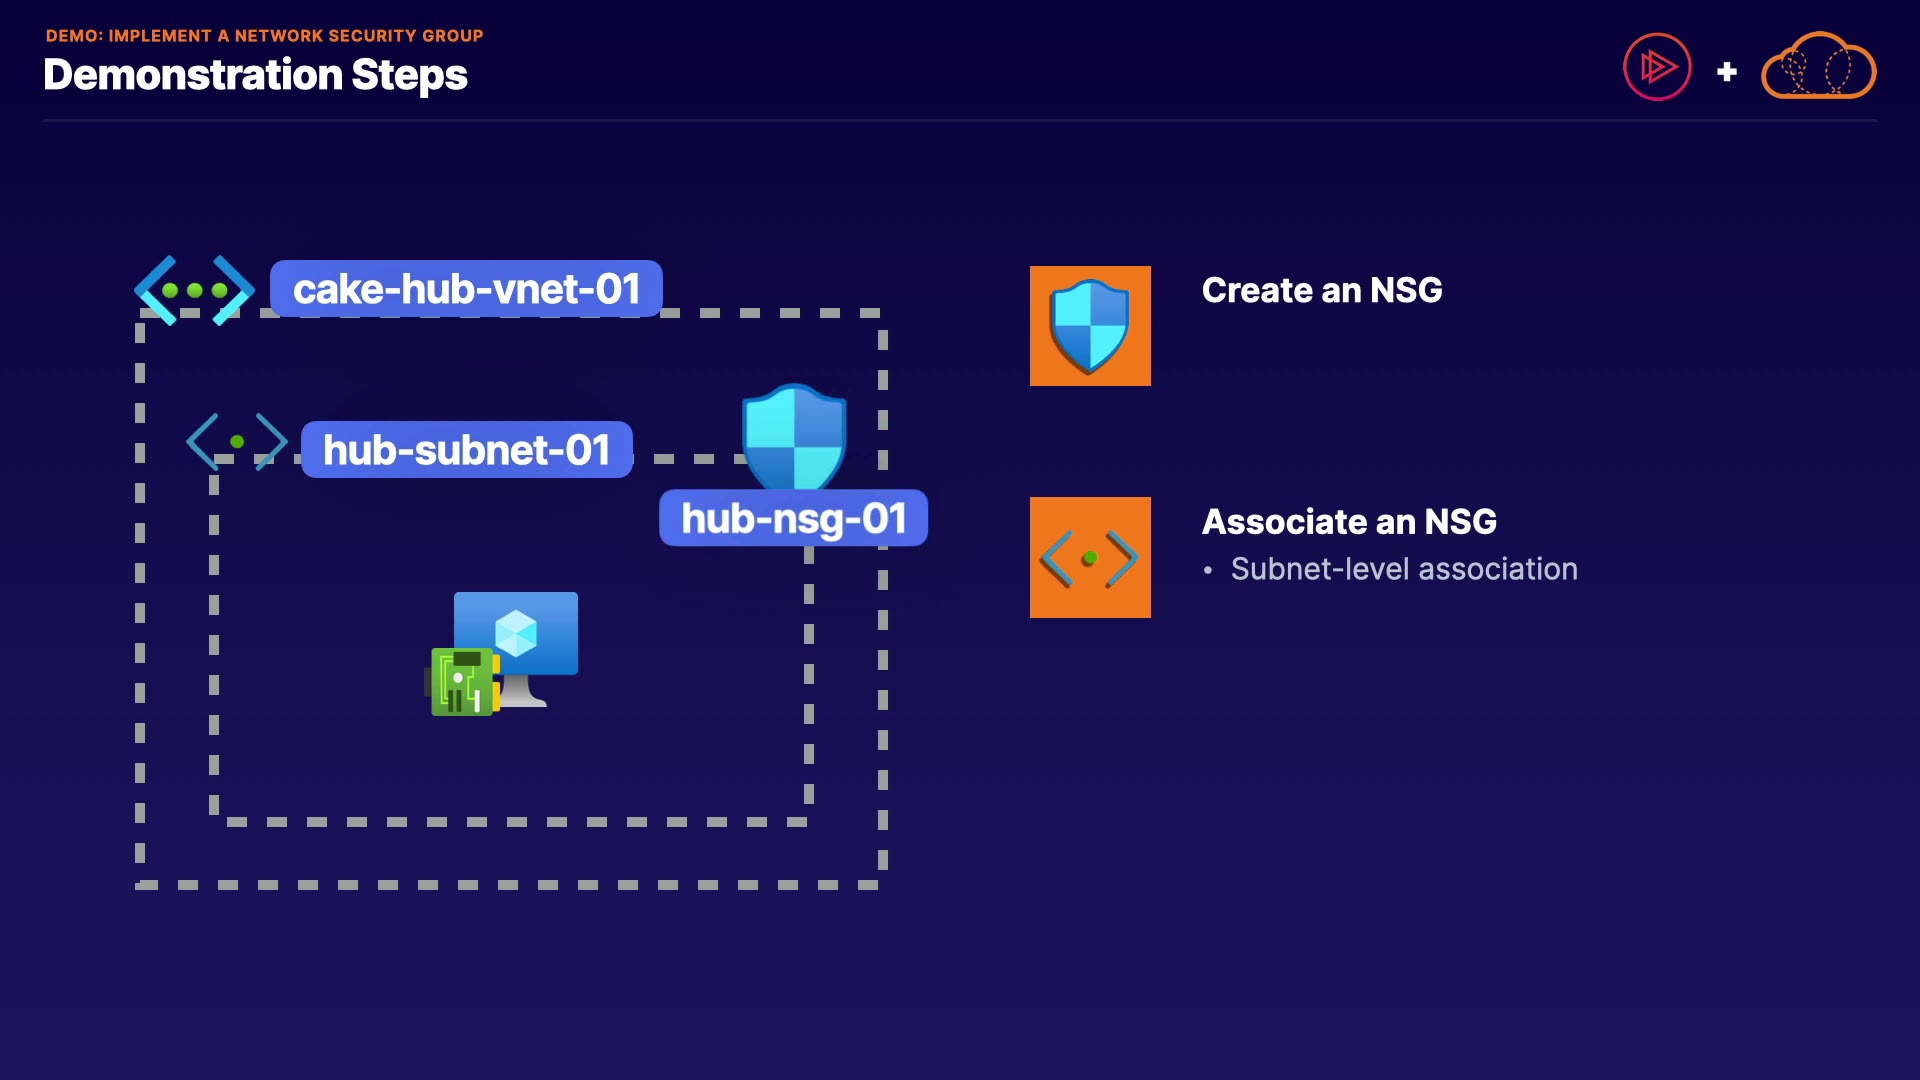 DEMO: IMPLEMENT A NETWORK SECURITY GROUP
Demonstration Steps
cake-hub-vnet-01
hub-subnet-01
hub-nsg-01
Create an NSG
Associate an NSG
• Subnet-level association